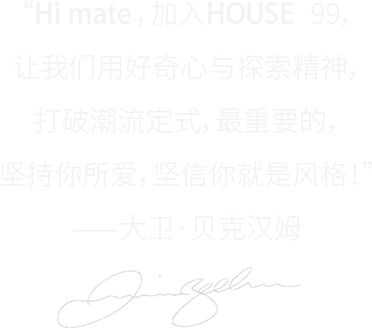 “Hi mate，加入HOUSE 99，
让我们用好奇心与探索精神，
打破潮流定式，最重要的，
坚持你所爱，坚信你就是风格！”
——大卫·贝克汉姆